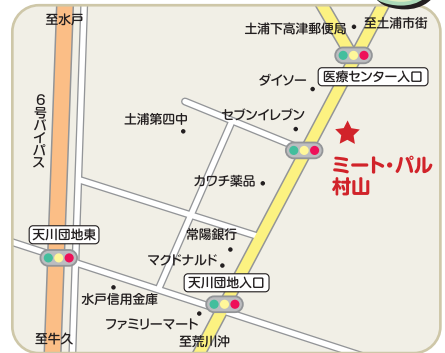 至水戸
土浦下高津郵便局
至土浦市街
医療センター入口
ダイソー
6号バイパス
土浦第四中
セブンイレブン
ミート・パル
村山
カワチ薬品
天川団地東
常陽銀行
マクドナルド
天川団地入口
水戸信用金庫
ファミリーマート
至牛久
至荒川沖